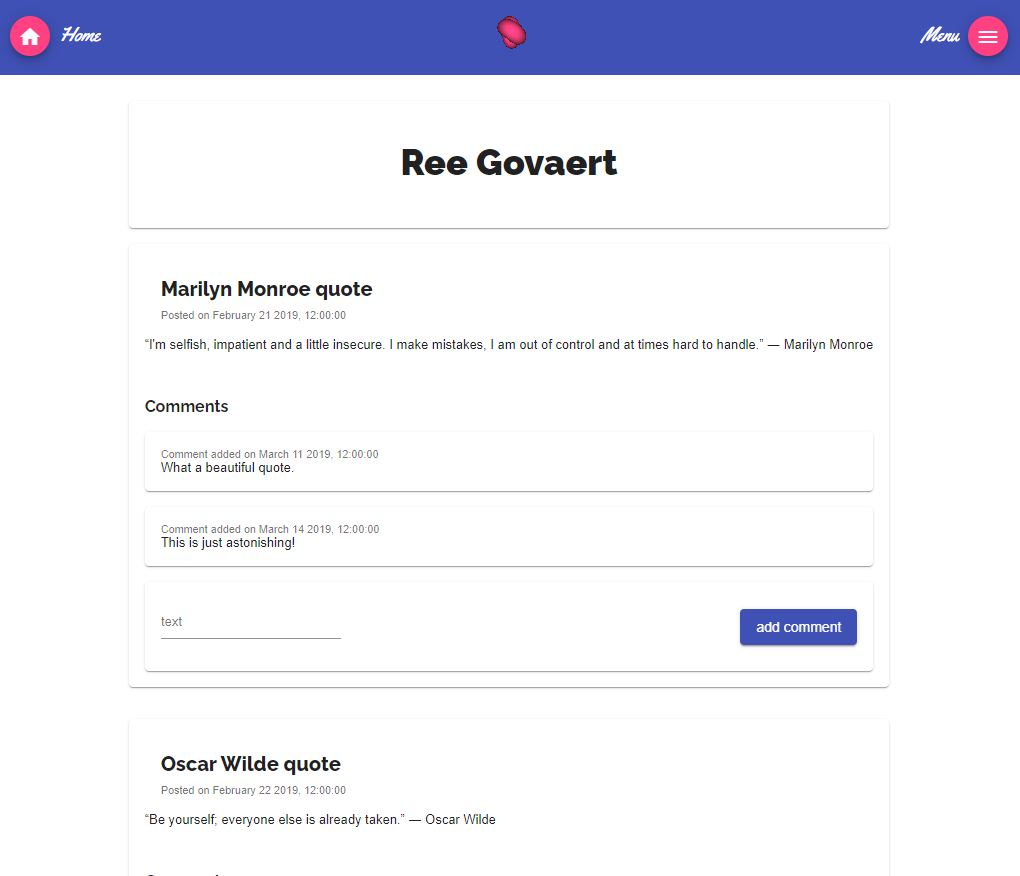 Home
Menu
Ree Govaert
Marilyn Monroe quote
Posted on February 21 2019, 12:00:00
“I'm selfish, impatient and a little insecure. I make mistakes, I am out of control and at times hard to handle.” — Marilyn Monroe
Comments
Comment added on March 11 2019, 12:00:00
What a beautiful quote.
Comment added on March 14 2019, 12:00:00
This is just astonishing!
text
add comment
Oscar Wilde quote
Posted on February 22 2019, 12:00:00
“Be yourself; everyone else is already taken.” — Oscar Wilde